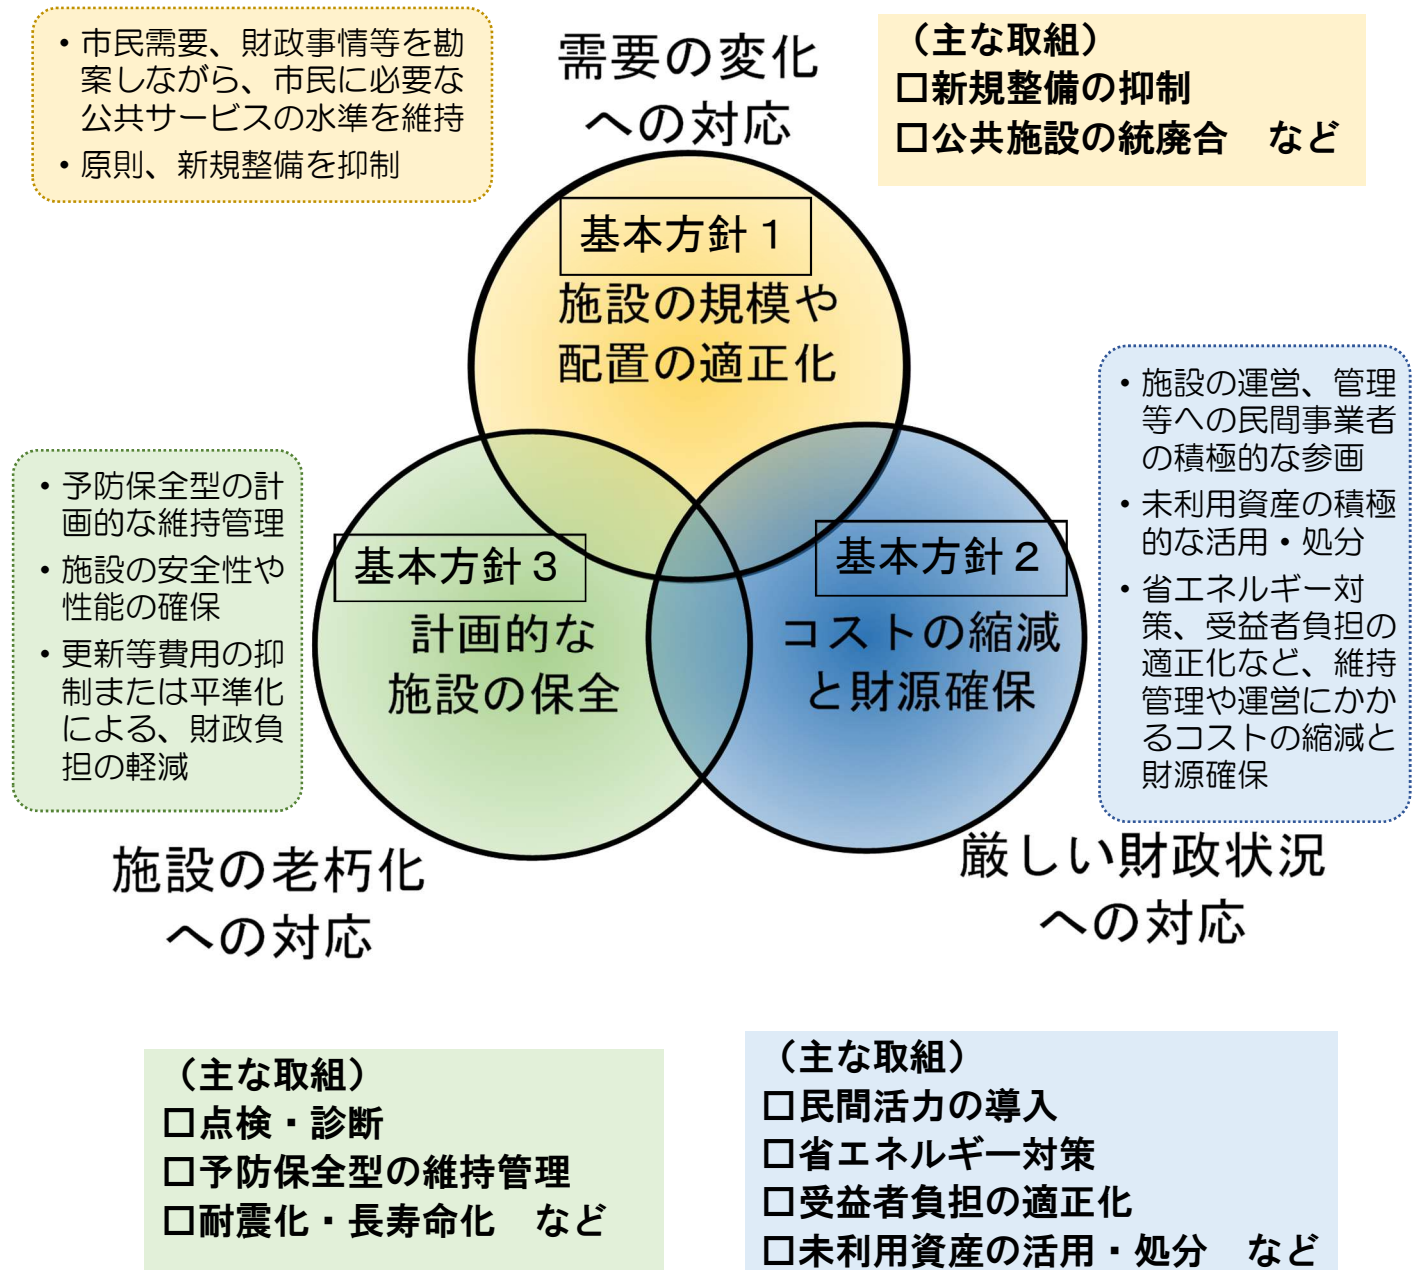 ・市民需要、財政事情等を勘
案しながら、市民に必要な
公共サービスの水準を維持
・原則、新規整備を抑制
需要の変化
への対応
（主な取組）
□新規整備の抑制
□公共施設の統廃合　など
基本方針１
施設の規模や
配置の適正化
・施設の運営、管理
等への民間事業者
の積極的な参画
・未利用資産の積極
的な活用・処分
・省エネルギー対
策、受益者負担の
適正化など、維持
管理や運営にかか
るコストの縮減と
財源確保
・予防保全型の計
画的な維持管理
・施設の安全性や
性能の確保
・更新等費用の抑
制または平準化
による、財政負
担の軽減
基本方針３
計画的な
施設の保全
基本方針２
コストの縮減
と財源確保
施設の老朽化
への対応
厳しい財政状況
への対応
（主な取組）
□点検・診断
□予防保全型の維持管理
□耐震化・長寿命化　など
（主な取組）
□民間活力の導入
□省エネルギー対策
□受益者負担の適正化
□未利用資産の活用・処分　など